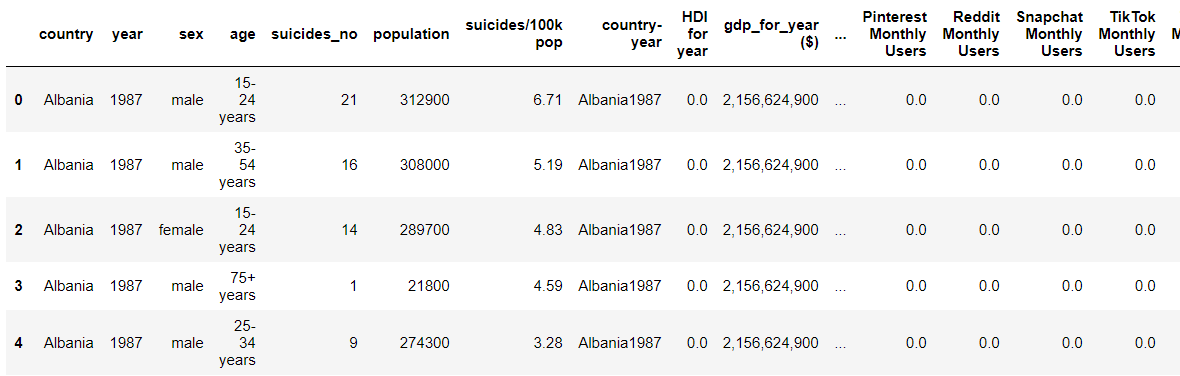 country year sex age suicides_no population suicides/100k pop country-year HDI for year gdp_for_year ($) ... Pinterest Monthly Users Reddit Monthly Users Snapchat Monthly Users TikTok Monthly Users
0 Albania 1987 male 15-24 years 21 312900 6.71 Albania1987 0.0 2,156,624,900 ... 0.0 0.0 0.0 0.0
1 Albania 1987 male 35-54 years 16 308000 5.19 Albania1987 0.0 2,156,624,900 ... 0.0 0.0 0.0 0.0
2 Albania 1987 female 15-24 years 14 289700 4.83 Albania1987 0.0 2,156,624,900 ... 0.0 0.0 0.0 0.0
3 Albania 1987 male 75+ years 1 21800 4.59 Albania1987 0.0 2,156,624,900 ... 0.0 0.0 0.0 0.0
4 Albania 1987 male 25-34 years 9 274300 3.28 Albania1987 0.0 2,156,624,900 ... 0.0 0.0 0.0 0.0